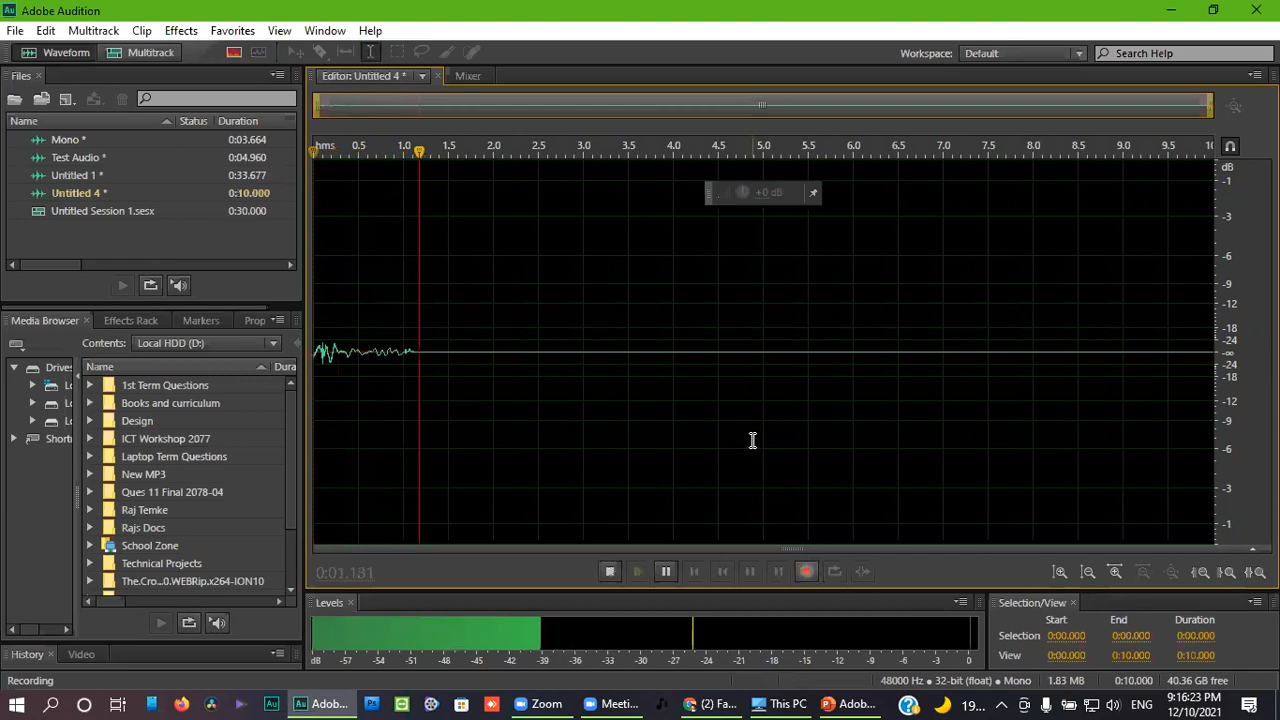 Adobe Audition
File Edit Multitrack Clip Effects Favorites View Window Help
Waveform Multitrack Workspace: Default Search Help
Files Editor: Untitled 4 * Mixer
Name Status Duration
Mono * 0:03.664
Test Audio * 0:04.960
Untitled 1 * 0:33.677
Untitled 4 * 0:10.000
Untitled Session 1.sesx 0:30.000
hms 0.5 1.0 1.5 2.0 2.5 3.0 3.5 4.0 4.5 5.0 5.5 6.0 6.5 7.0 7.5 8.0 8.5 9.0 9.5 10
dB
-1
-3
-6
-9
-12
-18
-24
-∞
-24
-18
-12
-9
-6
-3
-1
+0 dB
Media Browser Effects Rack Markers Prop
Contents: Local HDD (D:)
Name Dura
Drives
Lo
Lo
Lo
Shortc
1st Term Questions
Books and curriculum
Design
ICT Workshop 2077
Laptop Term Questions
New MP3
Ques 11 Final 2078-04
Raj Temke
Rajs Docs
School Zone
Technical Projects
The.Cro...0.WEBRip.x264-ION10
0:01.131
History Video
Levels
dB -57 -54 -51 -48 -45 -42 -39 -36 -33 -30 -27 -24 -21 -18 -15 -12 -9 -6 -3 0
Selection/View
Start End Duration
Selection 0:00.000 0:00.000 0:00.000
View 0:00.000 0:10.000 0:10.000
Recording 48000 Hz • 32-bit (float) • Mono 1.83 MB 0:10.000 40.36 GB free
Adob... Zoom Meeti... (2) Fa... This PC Adob... 19... 9:16:23 PM
12/10/2021